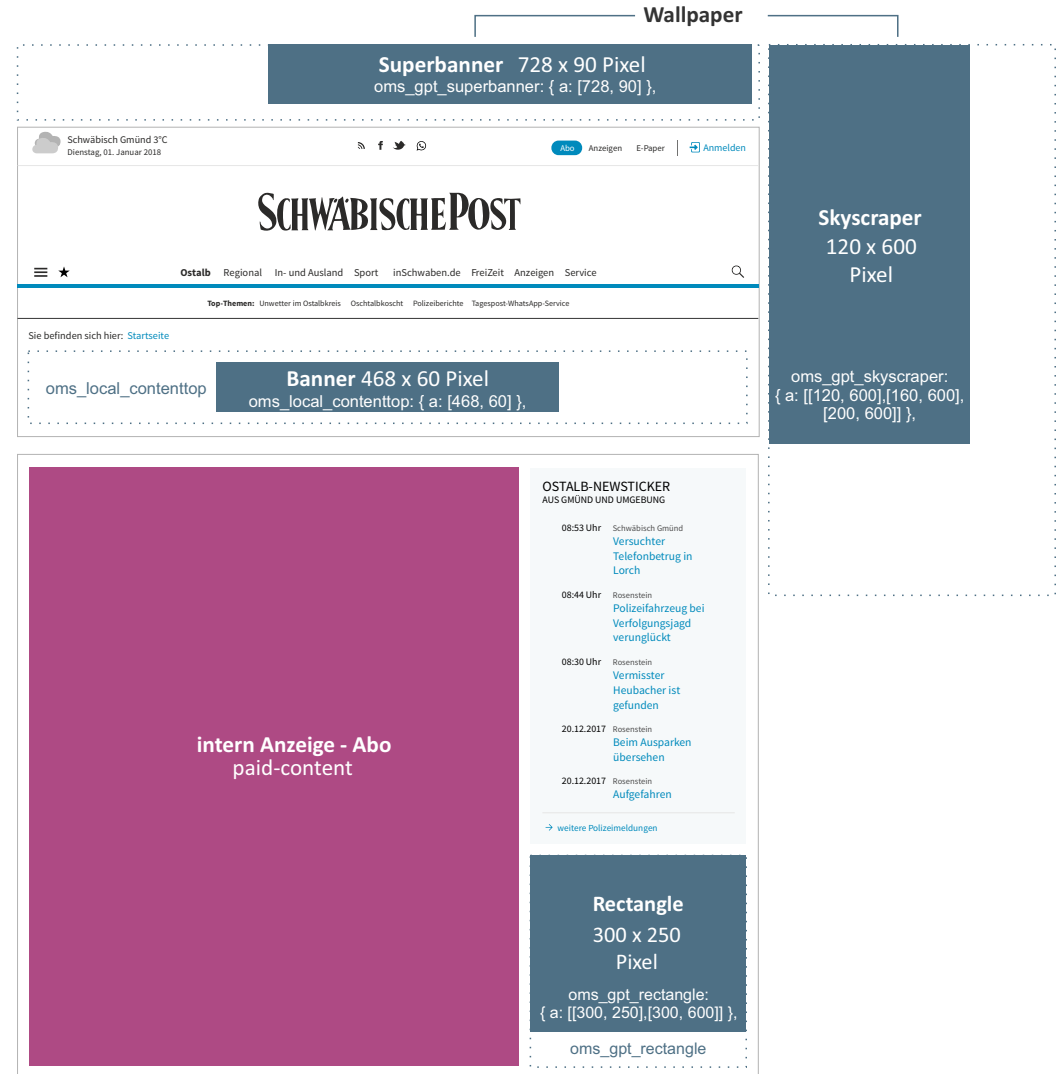 Wallpaper
Superbanner 728 x 90 Pixel
oms_gpt_superbanner: { a: [728, 90] },
Schwäbisch Gmünd 3°C
Dienstag, 01. Januar 2018
Abo Anzeigen E-Paper Anmelden
SCHWÄBISCHE POST
Ostalb Regional In- und Ausland Sport inSchwaben.de FreiZeit Anzeigen Service
Top-Themen: Unwetter im Ostalbkreis Oschtalbkoscht Polizeiberichte Tagespost-WhatsApp-Service
Sie befinden sich hier: Startseite
oms_local_contenttop
Banner 468 x 60 Pixel
oms_local_contenttop: { a: [468, 60] },
Skyscraper
120 x 600
Pixel
oms_gpt_skyscraper:
{ a: [[120, 600],[160, 600],
[200, 600]] },
intern Anzeige - Abo
paid-content
OSTALB-NEWSTICKER
AUS GMÜND UND UMGEBUNG
08:53 Uhr Schwäbisch Gmünd
Versuchter
Telefonbetrug in
Lorch
08:44 Uhr Rosenstein
Polizeifahrzeug bei
Verfolgungsjagd
verunglückt
08:30 Uhr Rosenstein
Vermisster
Heubacher ist
gefunden
20.12.2017 Rosenstein
Beim Ausparken
übersehen
20.12.2017 Rosenstein
Aufgefahren
→ weitere Polizeimeldungen
Rectangle
300 x 250
Pixel
oms_gpt_rectangle:
{ a: [[300, 250],[300, 600]] },
oms_gpt_rectangle